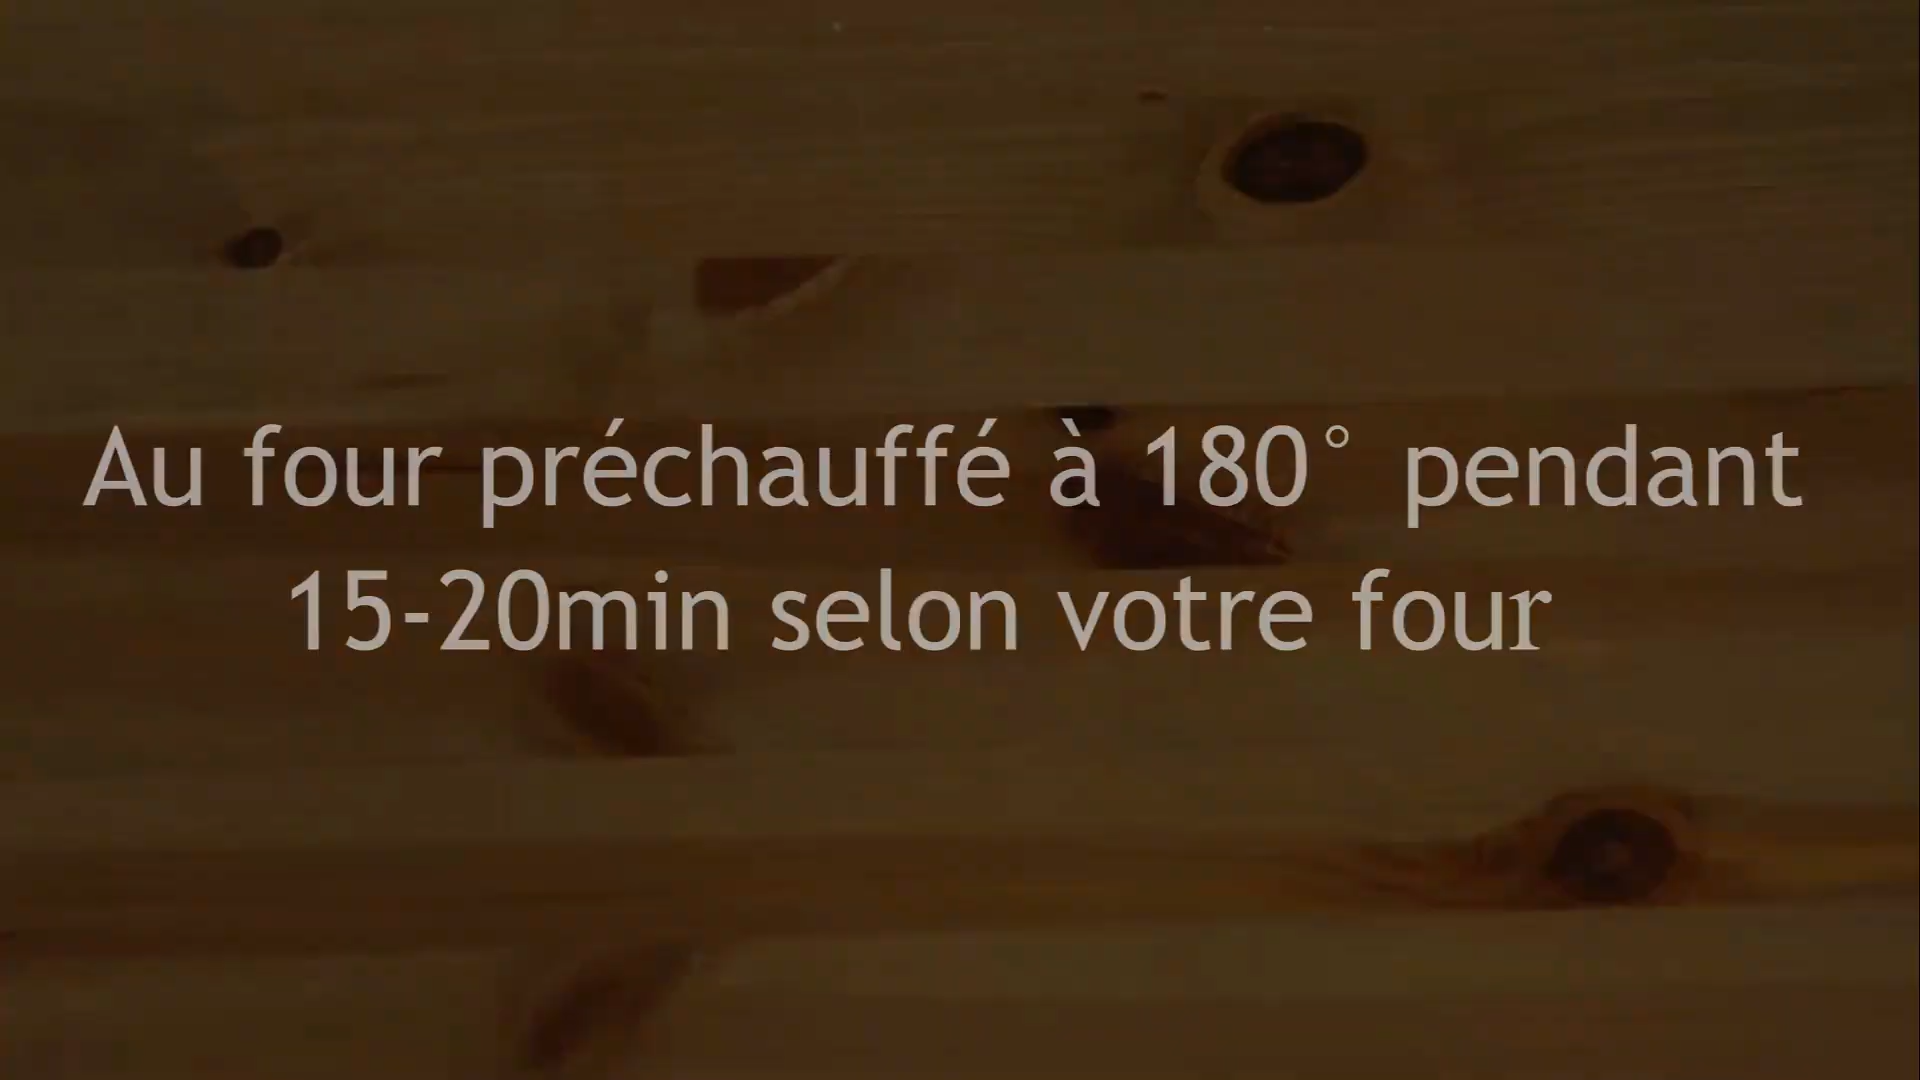 Au four préchauffé à 180° pendant
15-20min selon votre four